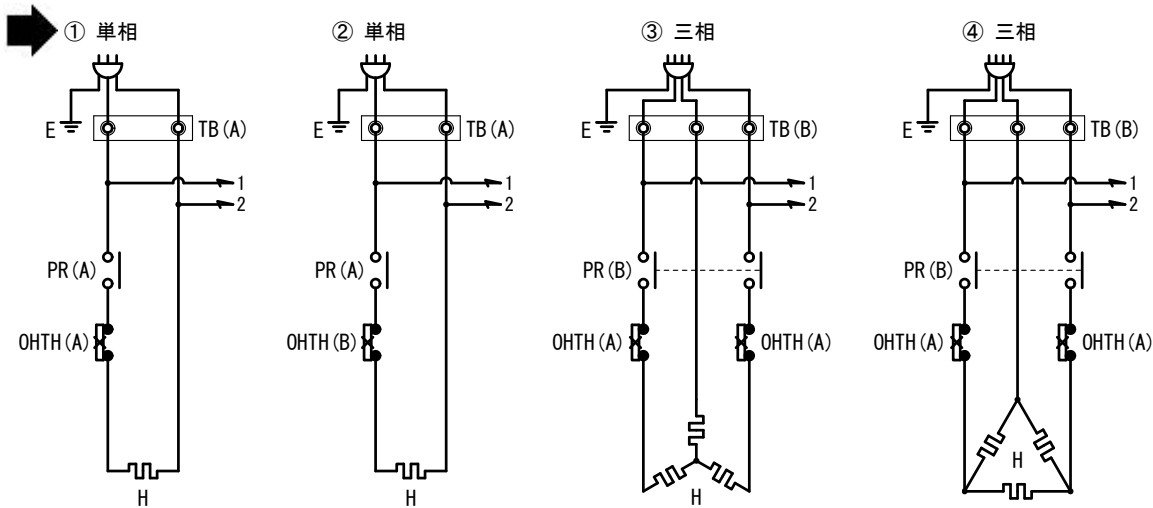 ① 単相
② 単相
③ 三相
④ 三相
E
TB(A)
E
TB(A)
E
TB(B)
E
TB(B)
1
2
1
2
1
2
1
2
PR(A)
PR(A)
PR(B)
PR(B)
OHTH(A)
OHTH(B)
OHTH(A)
OHTH(A)
OHTH(A)
OHTH(A)
H
H
H
H